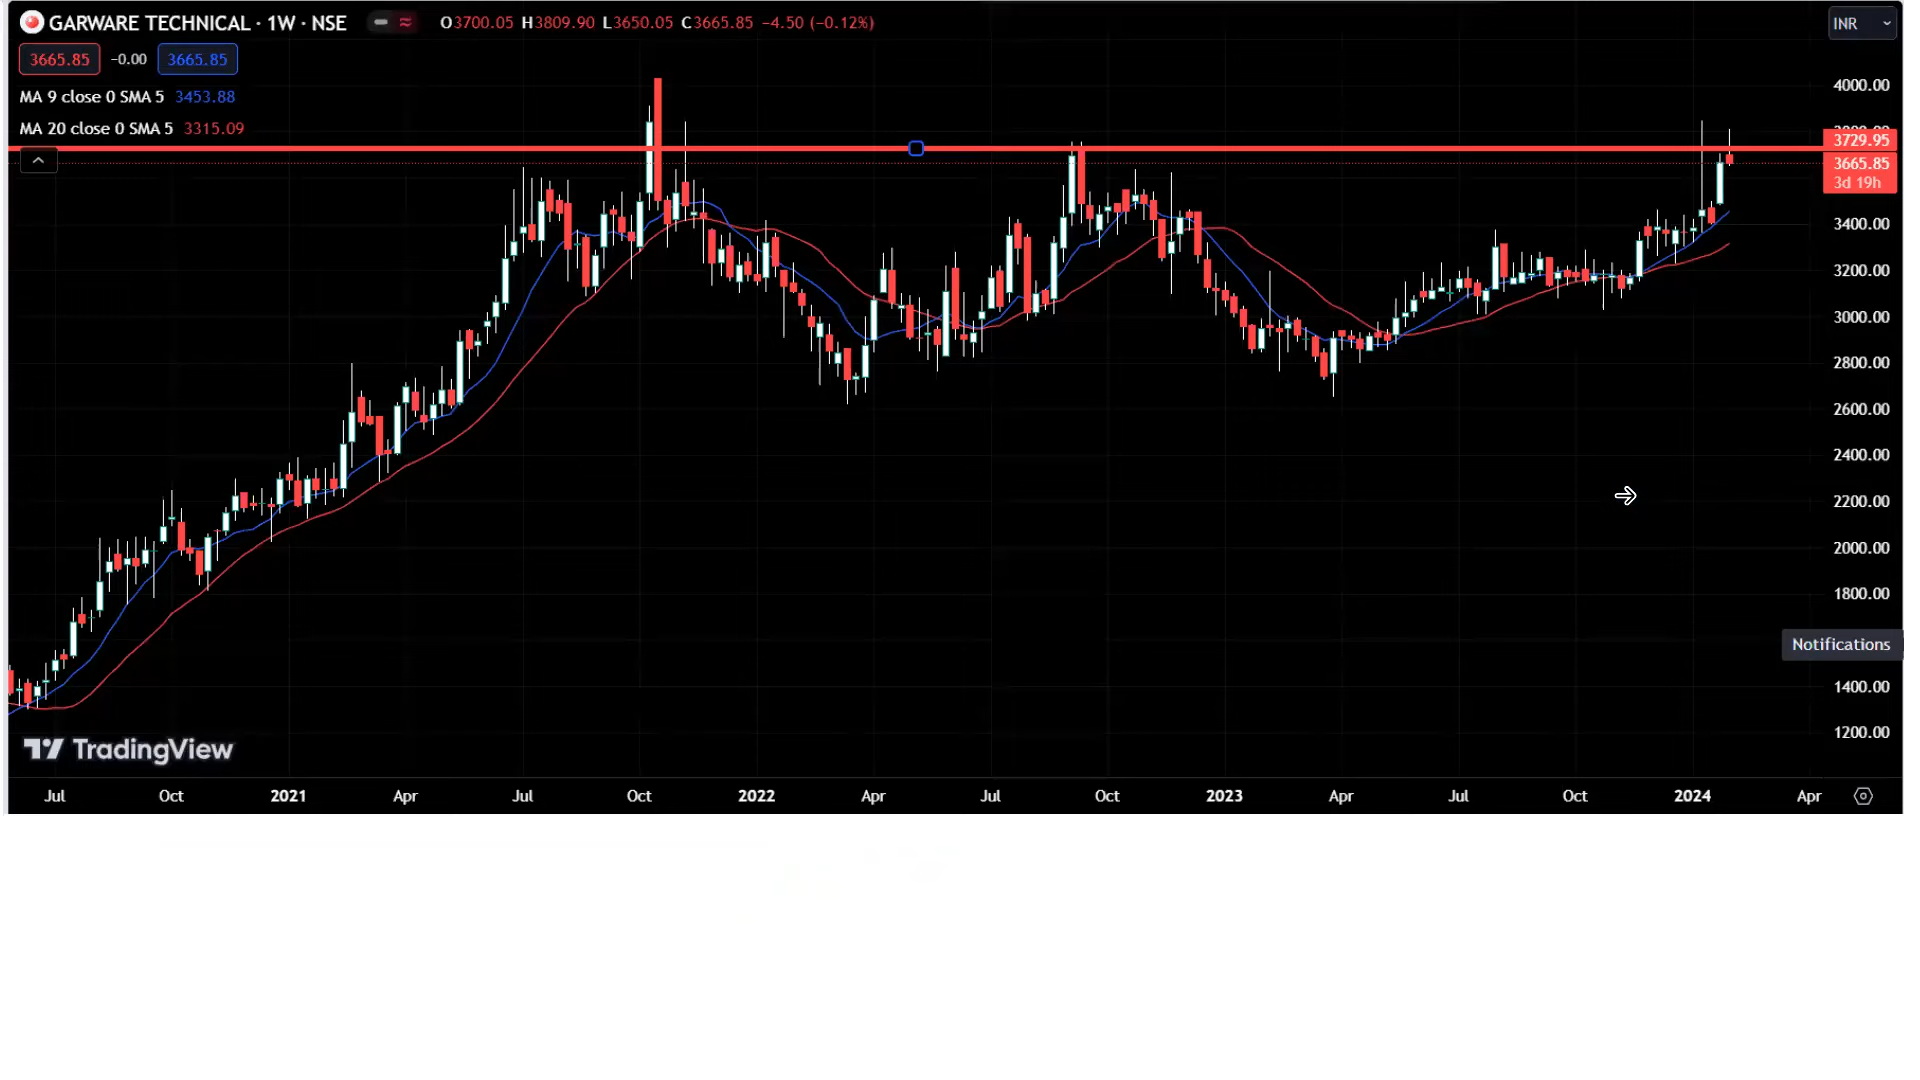 GARWARE TECHNICAL · 1W · NSE O3700.05 H3809.90 L3650.05 C3665.85 −4.50 (−0.12%) INR
3665.85 −0.00 3665.85
MA 9 close 0 SMA 5 3453.88
MA 20 close 0 SMA 5 3315.09
4000.00
3729.95
3665.85
3d 19h
3400.00
3200.00
3000.00
2800.00
2600.00
2400.00
2200.00
2000.00
1800.00
Notifications
1400.00
1200.00
TradingView
Jul Oct 2021 Apr Jul Oct 2022 Apr Jul Oct 2023 Apr Jul Oct 2024 Apr